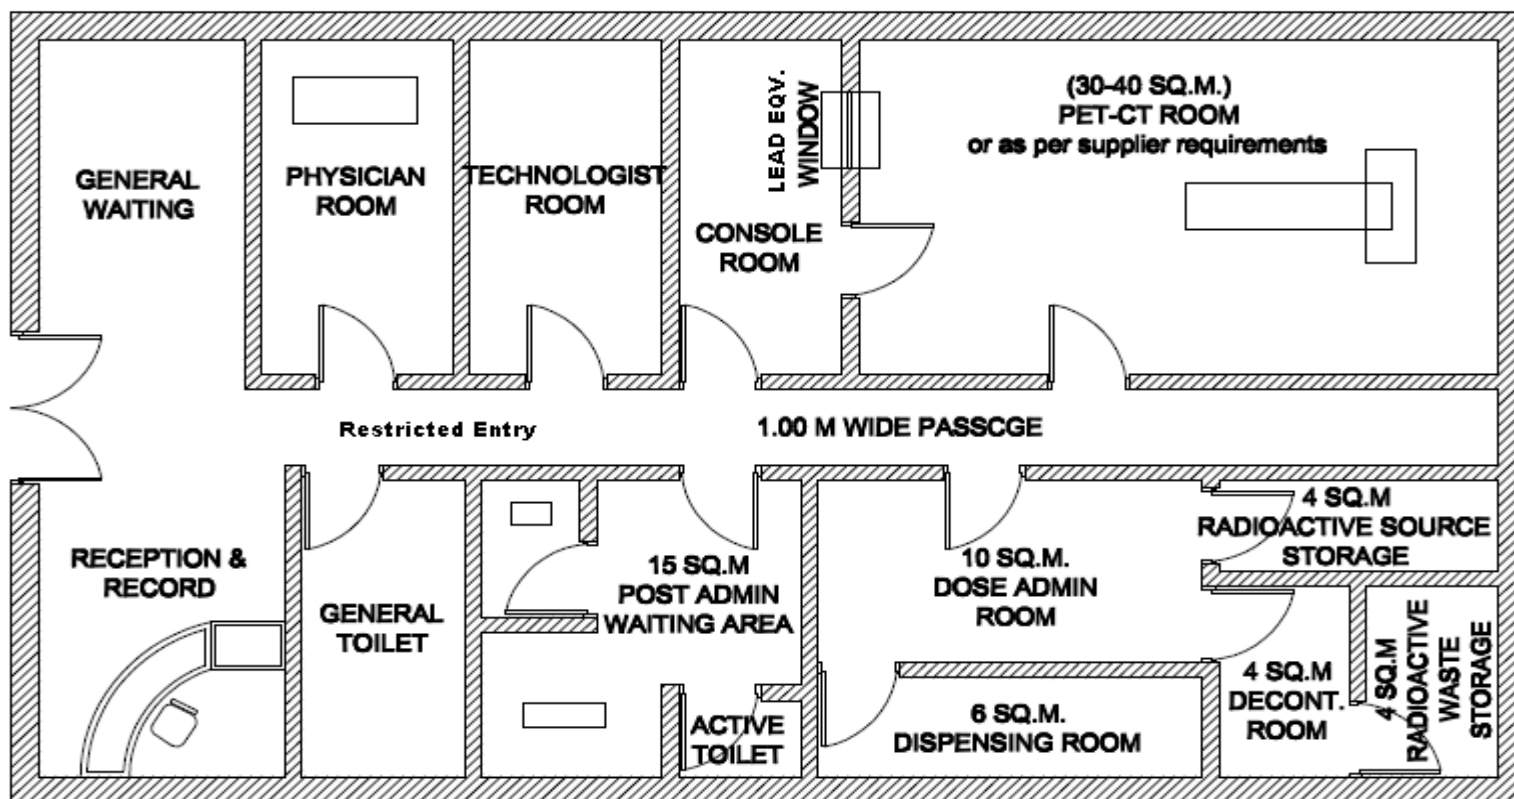 GENERAL
WAITING
PHYSICIAN
ROOM
TECHNOLOGIST
ROOM
CONSOLE
ROOM
LEAD EQV.
WINDOW
(30-40 SQ.M.)
PET-CT ROOM
or as per supplier requirements
Restricted Entry
1.00 M WIDE PASSCGE
RECEPTION &
RECORD
GENERAL
TOILET
15 SQ.M
POST ADMIN
WAITING AREA
ACTIVE
TOILET
10 SQ.M.
DOSE ADMIN
ROOM
6 SQ.M.
DISPENSING ROOM
4 SQ.M
RADIOACTIVE SOURCE
STORAGE
4 SQ.M
DECONT.
ROOM
4 SQ.M
RADIOACTIVE
WASTE
STORAGE